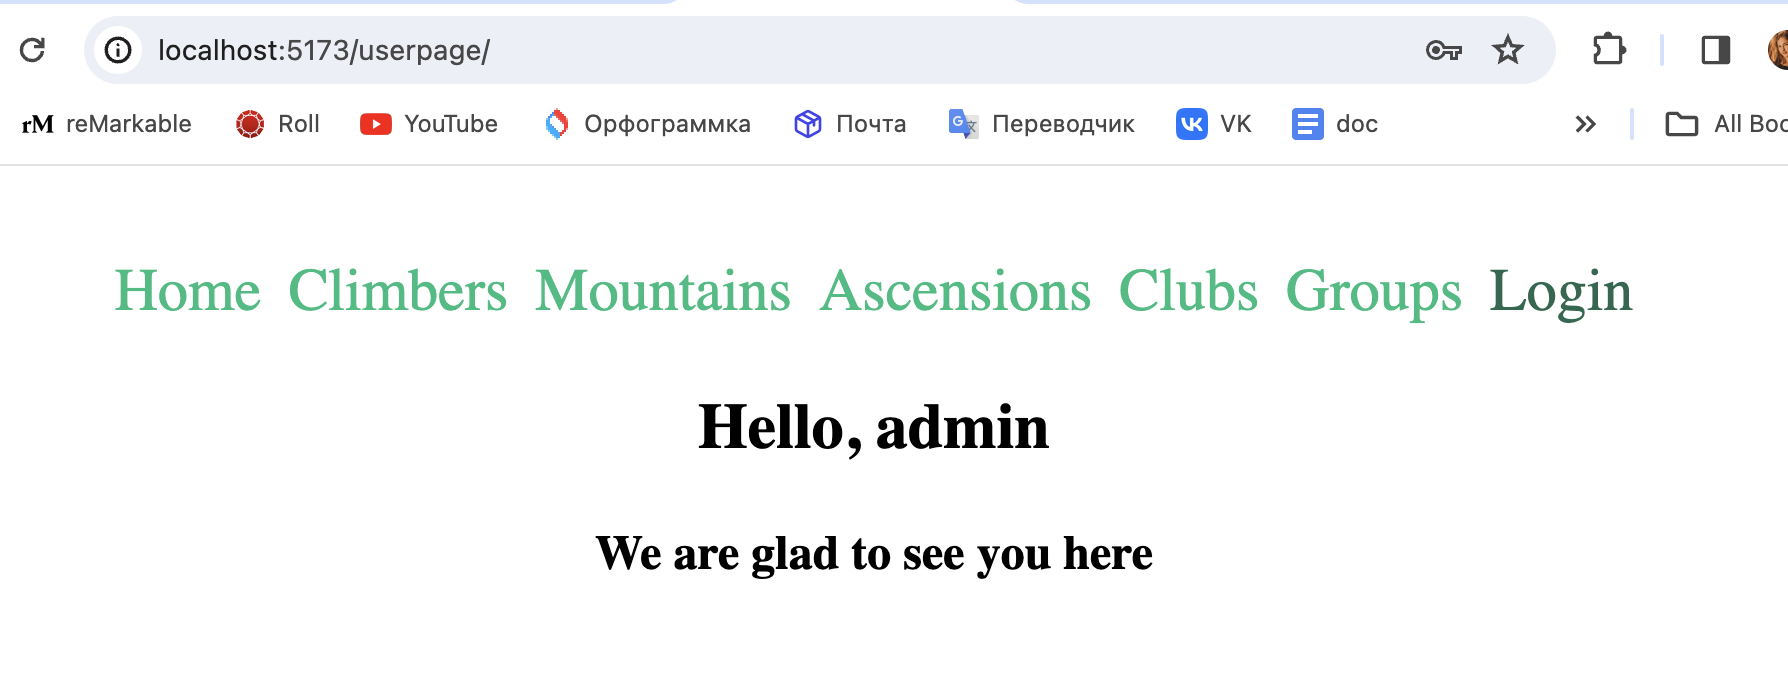 localhost:5173/userpage/
rM reMarkable Roll YouTube Орфограммка Почта Переводчик VK doc » All Boo
Home Climbers Mountains Ascensions Clubs Groups Login
Hello, admin
We are glad to see you here